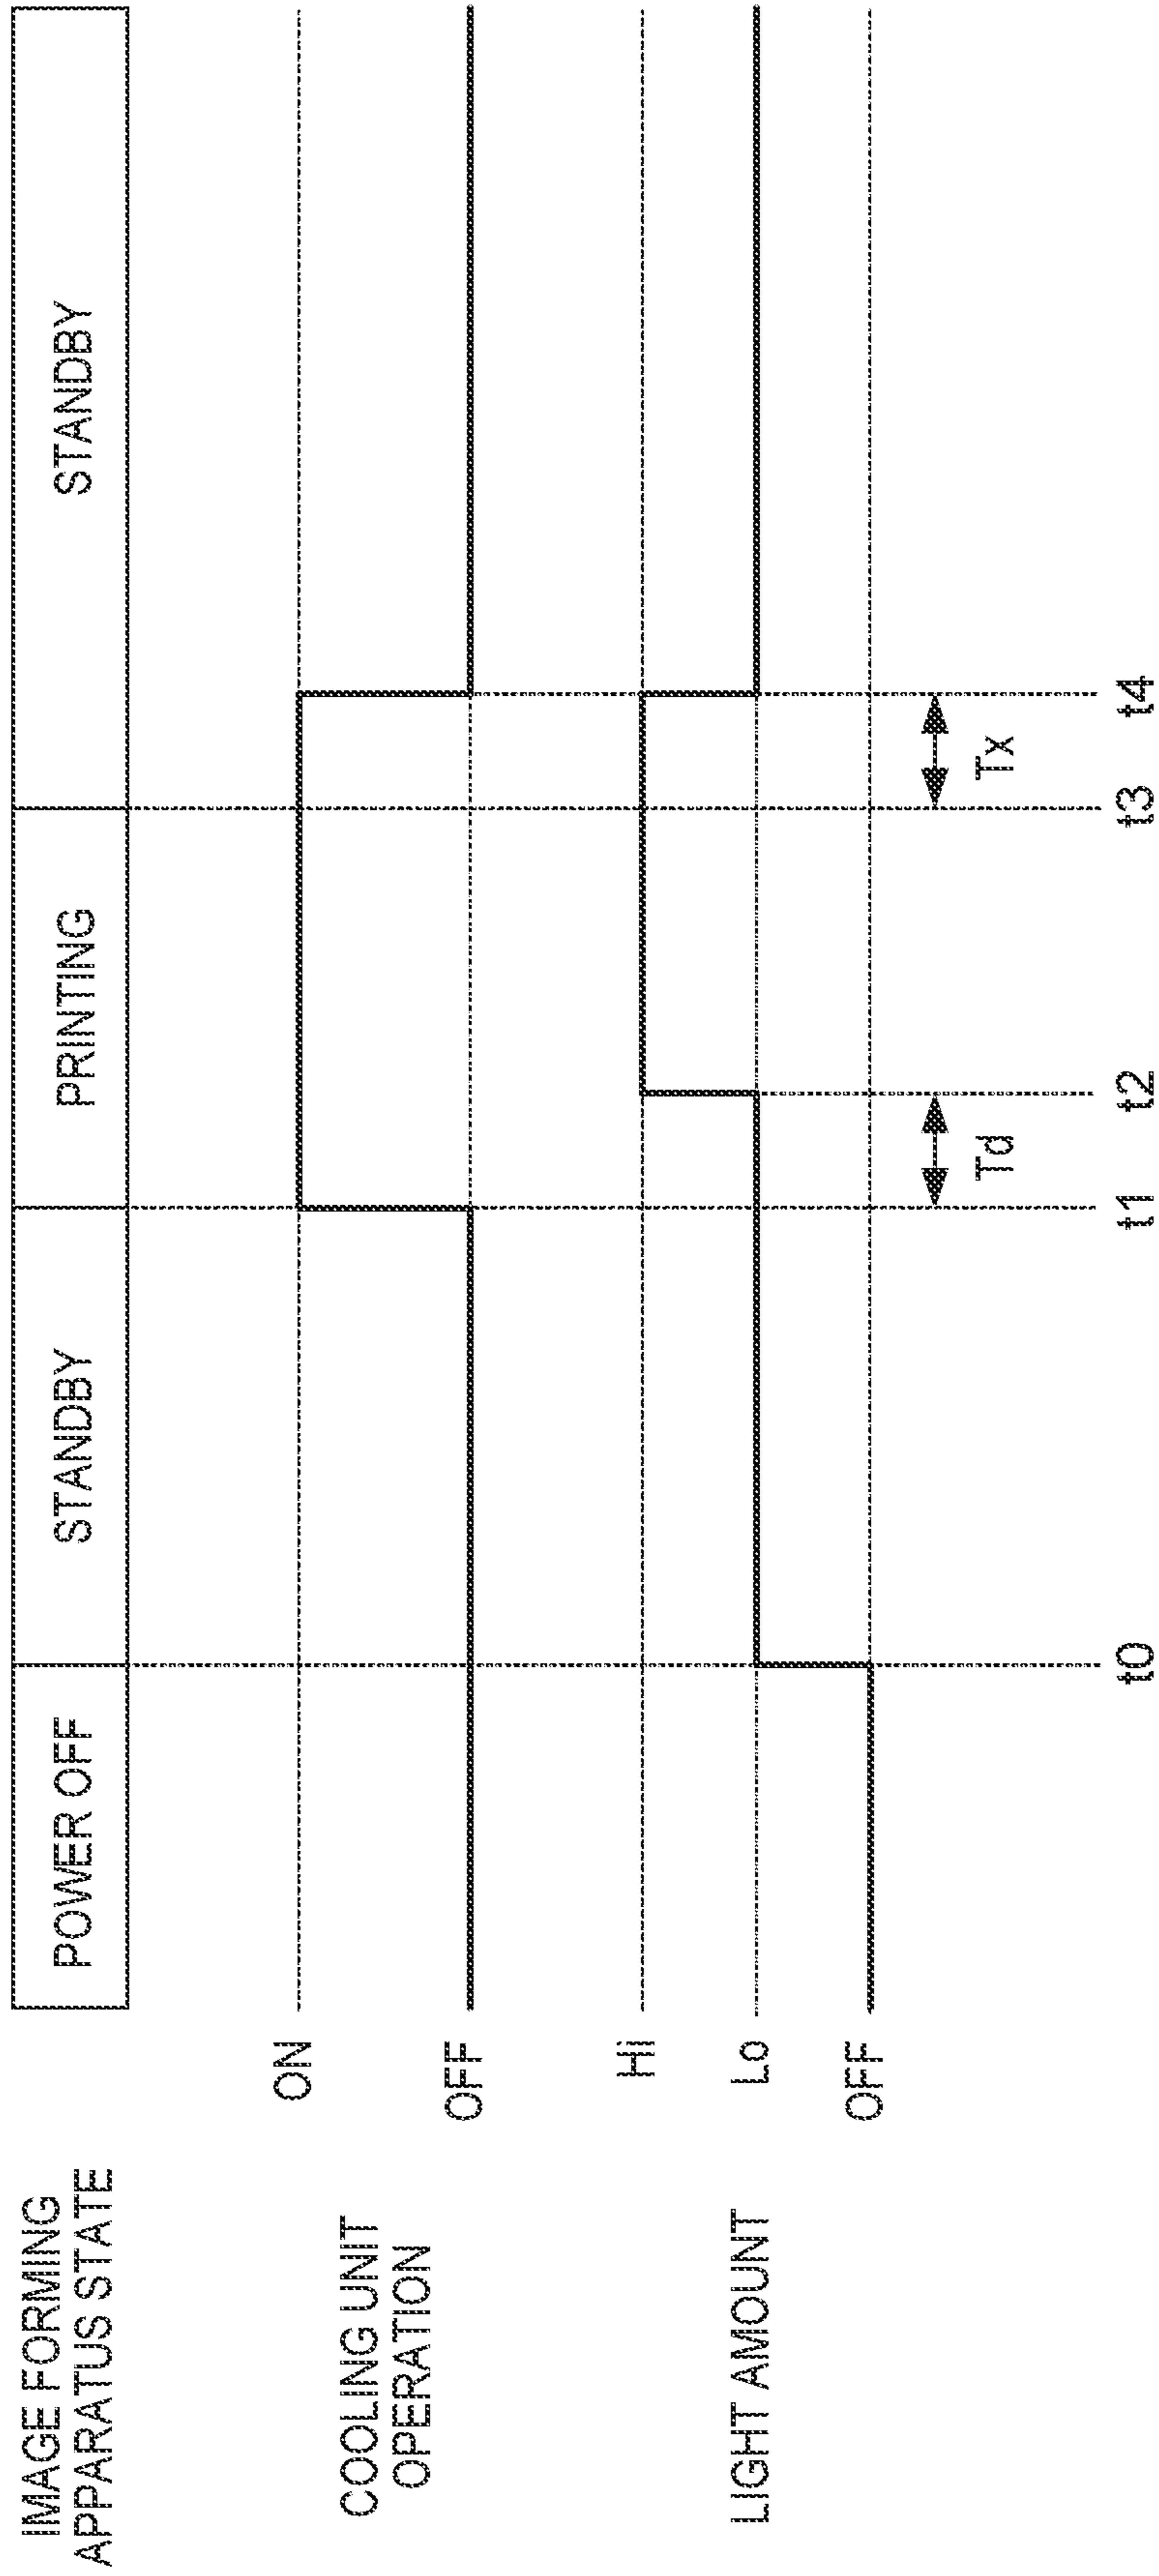 IMAGE FORMING
APPARATUS STATE
POWER OFF
STANDBY
PRINTING
STANDBY
COOLING UNIT
OPERATION
ON
OFF
LIGHT AMOUNT
Hi
Lo
OFF
Td
Tx
t0
t1
t2
t3
t4